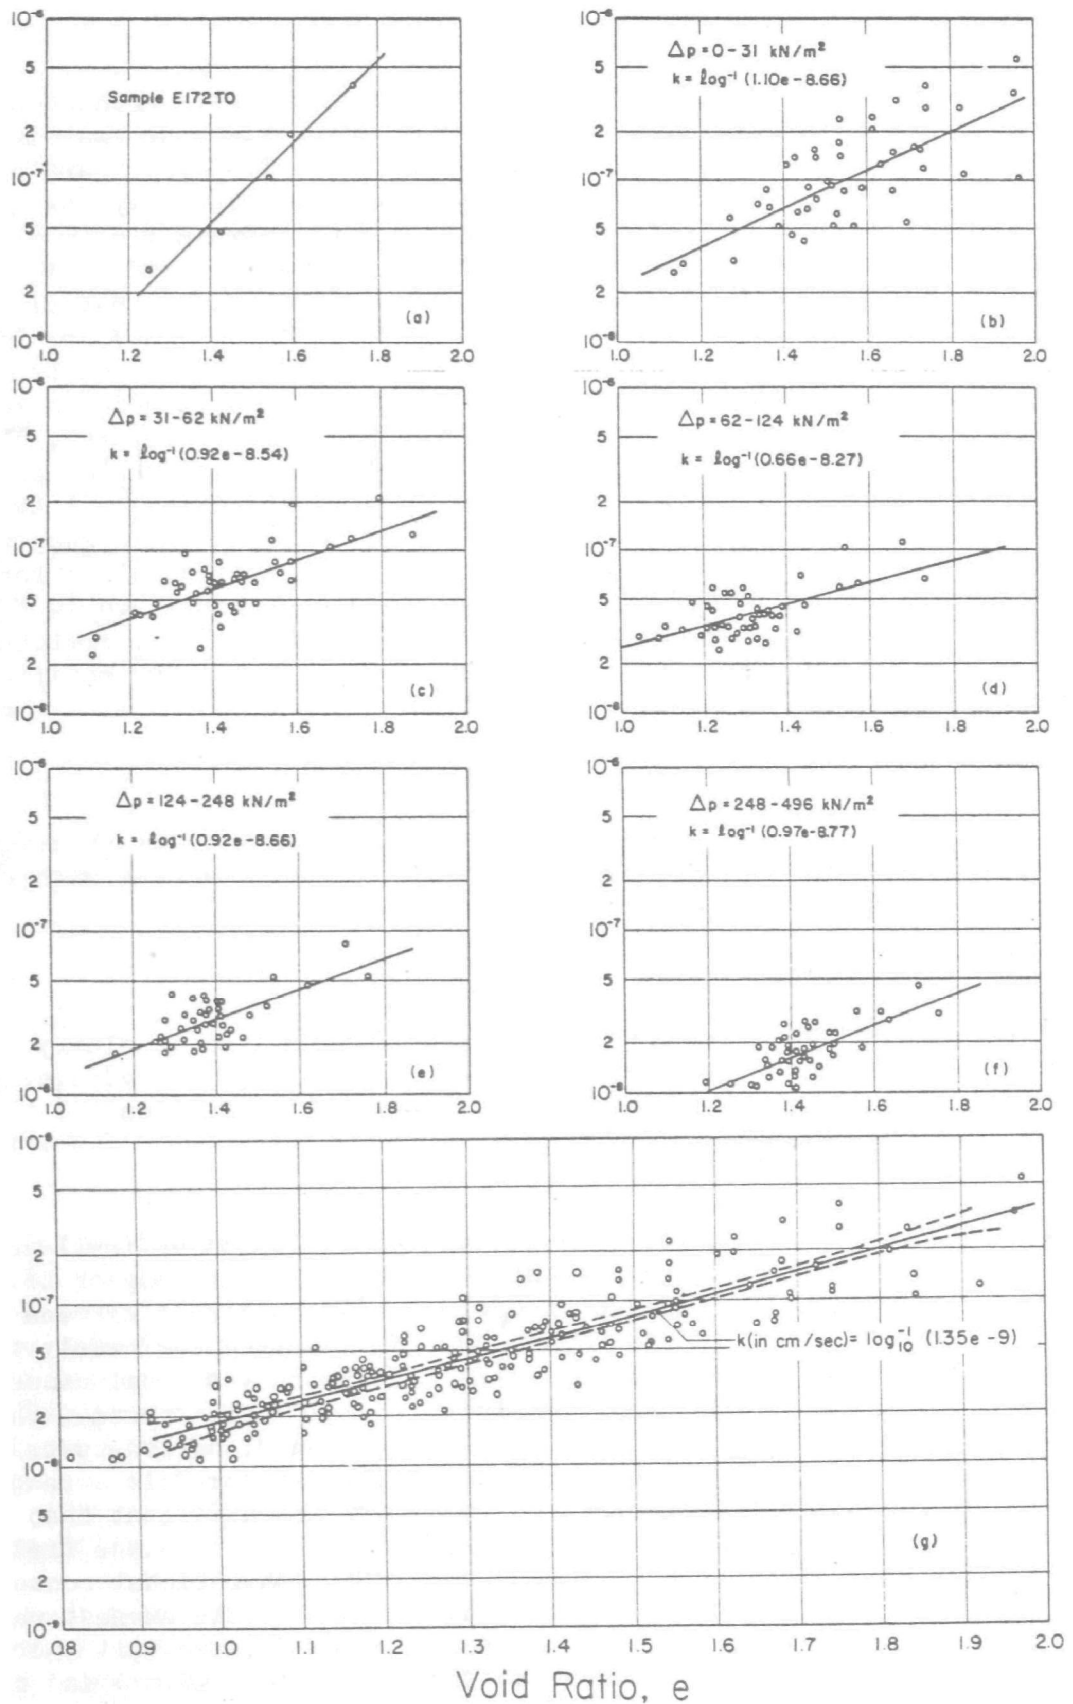 10⁻⁶
5
2
10⁻⁷
5
2
10⁻⁸
1.0 1.2 1.4 1.6 1.8 2.0
Sample E172TO
(a)
10⁻⁶
5
2
10⁻⁷
5
2
10⁻⁸
1.0 1.2 1.4 1.6 1.8 2.0
Δp = 0-31 kN/m²
k = log⁻¹ (1.10e-8.66)
(b)
10⁻⁶
5
2
10⁻⁷
5
2
10⁻⁸
1.0 1.2 1.4 1.6 1.8 2.0
Δp = 31-62 kN/m²
k = log⁻¹ (0.92e-8.54)
(c)
10⁻⁶
5
2
10⁻⁷
5
2
10⁻⁸
1.0 1.2 1.4 1.6 1.8 2.0
Δp = 62-124 kN/m²
k = log⁻¹ (0.66e-8.27)
(d)
10⁻⁶
5
2
10⁻⁷
5
2
10⁻⁸
1.0 1.2 1.4 1.6 1.8 2.0
Δp = 124-248 kN/m²
k = log⁻¹ (0.92e-8.66)
(e)
10⁻⁶
5
2
10⁻⁷
5
2
10⁻⁸
1.0 1.2 1.4 1.6 1.8 2.0
Δp = 248-496 kN/m²
k = log⁻¹ (0.97e-8.77)
(f)
10⁻⁶
5
2
10⁻⁷
5
2
10⁻⁸
5
2
10⁻⁹
0.8 0.9 1.0 1.1 1.2 1.3 1.4 1.5 1.6 1.7 1.8 1.9 2.0
k(in cm/sec)= log₁₀⁻¹ (1.35e -9)
(g)
Void Ratio, e